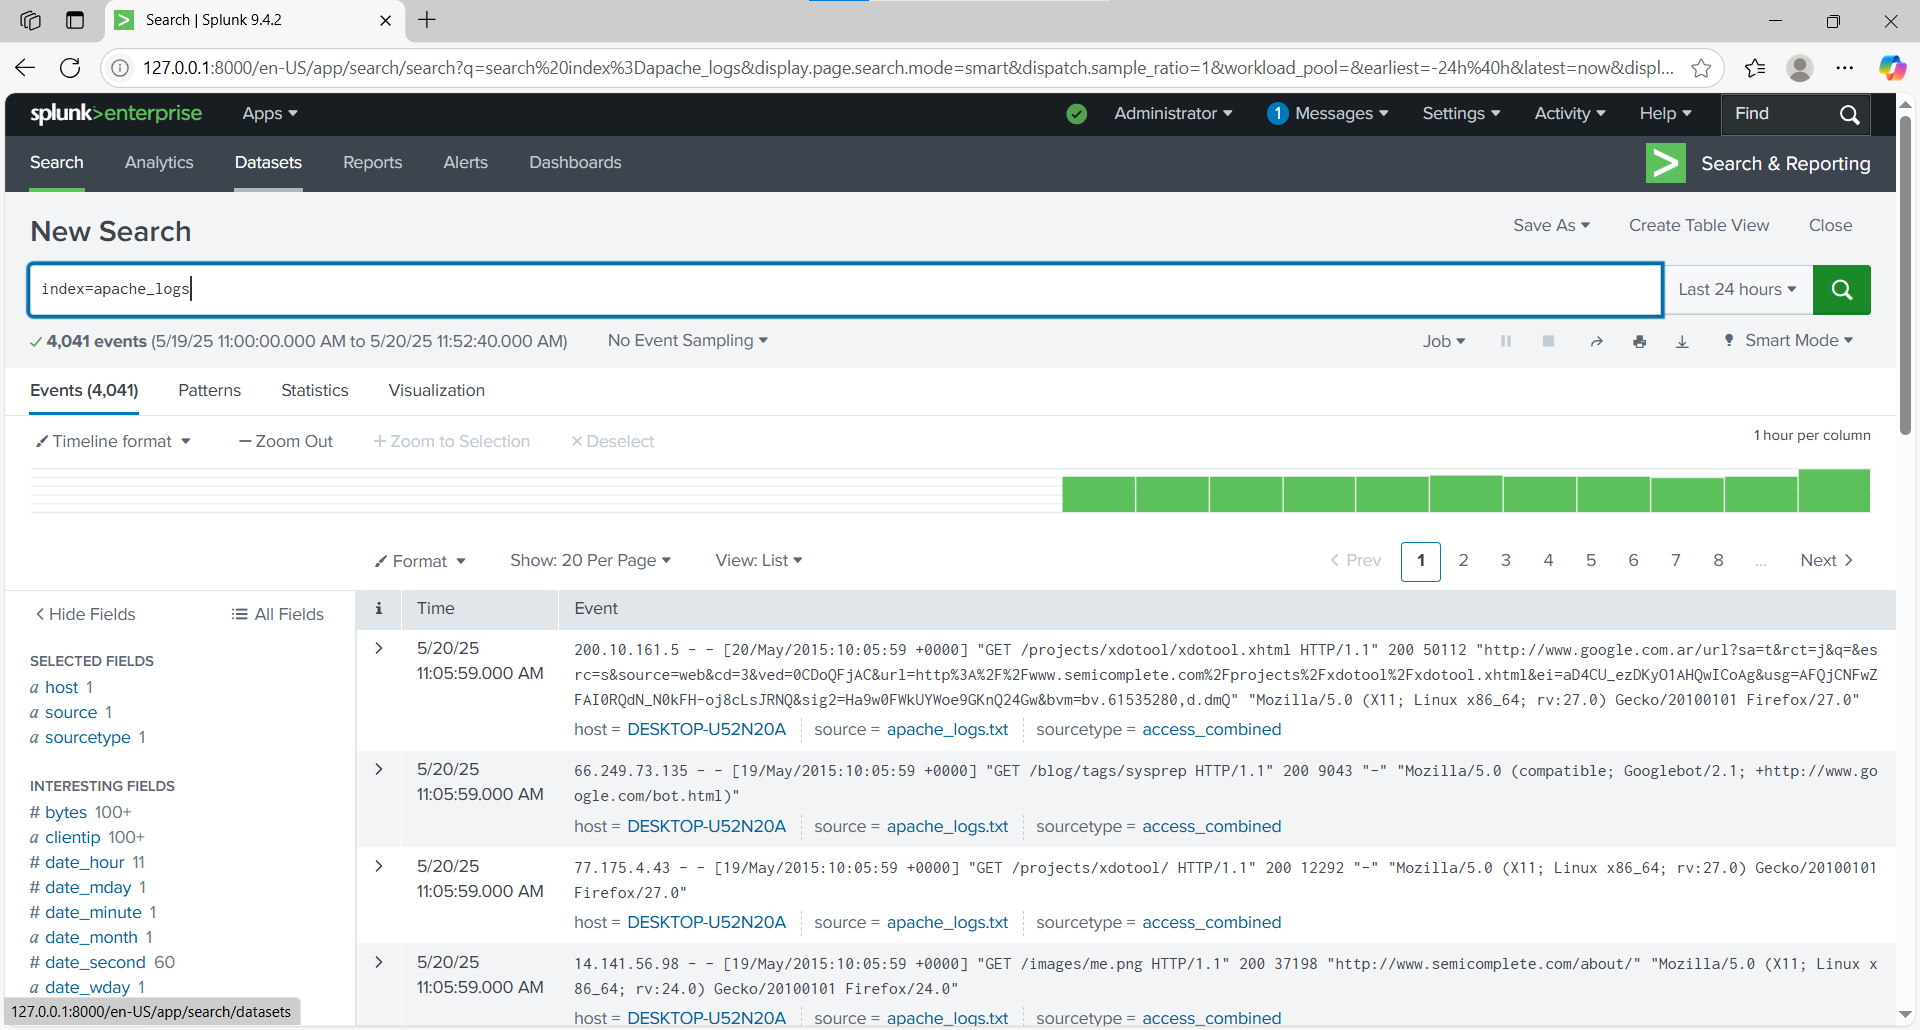 Search | Splunk 9.4.2
127.0.0.1:8000/en-US/app/search/search?q=search%20index%3Dapache_logs&display.page.search.mode=smart&dispatch.sample_ratio=1&workload_pool=&earliest=-24h%40h&latest=now&displ...
splunk>enterprise Apps Administrator 1 Messages Settings Activity Help Find
Search Analytics Datasets Reports Alerts Dashboards > Search & Reporting
New Search Save As Create Table View Close
index=apache_logs Last 24 hours
4,041 events (5/19/25 11:00:00.000 AM to 5/20/25 11:52:40.000 AM) No Event Sampling Job Smart Mode
Events (4,041) Patterns Statistics Visualization
Timeline format — Zoom Out + Zoom to Selection × Deselect 1 hour per column
Format Show: 20 Per Page View: List < Prev 1 2 3 4 5 6 7 8 ... Next >
< Hide Fields All Fields
SELECTED FIELDS
a host 1
a source 1
a sourcetype 1
INTERESTING FIELDS
# bytes 100+
a clientip 100+
# date_hour 11
# date_mday 1
# date_minute 1
a date_month 1
# date_second 60
a date_wday 1
i Time Event
> 5/20/25 11:05:59.000 AM
200.10.161.5 - - [20/May/2015:10:05:59 +0000] "GET /projects/xdotool/xdotool.xhtml HTTP/1.1" 200 50112 "http://www.google.com.ar/url?sa=t&rct=j&q=&es
rc=s&source=web&cd=3&ved=0CDoQFjAC&url=http%3A%2F%2Fwww.semicomplete.com%2Fprojects%2Fxdotool%2Fxdotool.xhtml&ei=aD4CU_ezDKyO1AHQwICoAg&usg=AFQjCNFwZ
FAI0RQdN_N0kFH-oj8cLsJRNQ&sig2=Ha9w0FWkUYWoe9GKnQ24Gw&bvm=bv.61535280,d.dmQ" "Mozilla/5.0 (X11; Linux x86_64; rv:27.0) Gecko/20100101 Firefox/27.0"
host = DESKTOP-U52N20A source = apache_logs.txt sourcetype = access_combined
> 5/20/25 11:05:59.000 AM
66.249.73.135 - - [19/May/2015:10:05:59 +0000] "GET /blog/tags/sysprep HTTP/1.1" 200 9043 "-" "Mozilla/5.0 (compatible; Googlebot/2.1; +http://www.go
ogle.com/bot.html)"
host = DESKTOP-U52N20A source = apache_logs.txt sourcetype = access_combined
> 5/20/25 11:05:59.000 AM
77.175.4.43 - - [19/May/2015:10:05:59 +0000] "GET /projects/xdotool/ HTTP/1.1" 200 12292 "-" "Mozilla/5.0 (X11; Linux x86_64; rv:27.0) Gecko/20100101
Firefox/27.0"
host = DESKTOP-U52N20A source = apache_logs.txt sourcetype = access_combined
> 5/20/25 11:05:59.000 AM
14.141.56.98 - - [19/May/2015:10:05:59 +0000] "GET /images/me.png HTTP/1.1" 200 37198 "http://www.semicomplete.com/about/" "Mozilla/5.0 (X11; Linux x
86_64; rv:24.0) Gecko/20100101 Firefox/24.0"
host = DESKTOP-U52N20A source = apache_logs.txt sourcetype = access_combined
127.0.0.1:8000/en-US/app/search/datasets